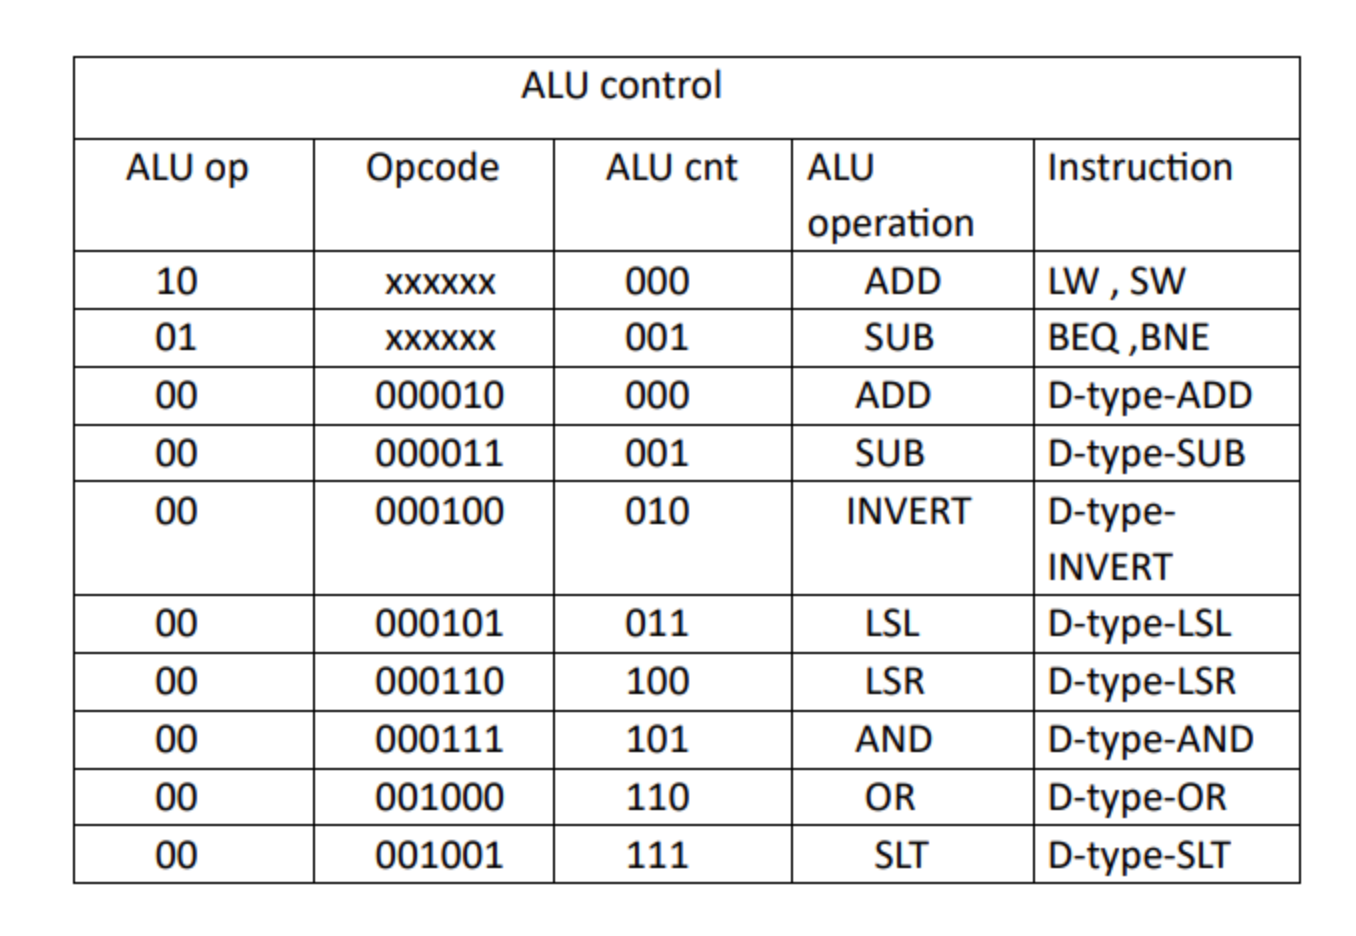 ALU control
ALU op Opcode ALU cnt ALU Instruction
operation
10 xxxxxx 000 ADD LW , SW
01 xxxxxx 001 SUB BEQ ,BNE
00 000010 000 ADD D-type-ADD
00 000011 001 SUB D-type-SUB
00 000100 010 INVERT D-type-
INVERT
00 000101 011 LSL D-type-LSL
00 000110 100 LSR D-type-LSR
00 000111 101 AND D-type-AND
00 001000 110 OR D-type-OR
00 001001 111 SLT D-type-SLT